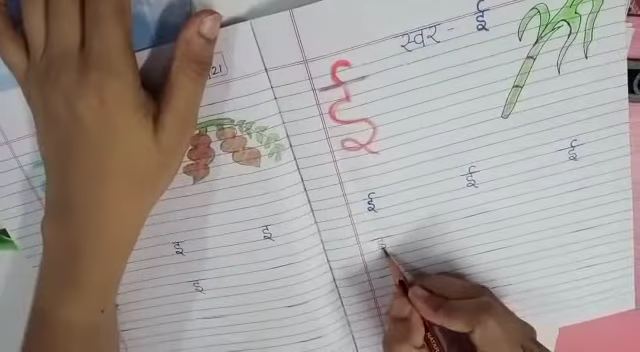 21
इ इ
इ
स्वर - ई
ई
ई ई ई